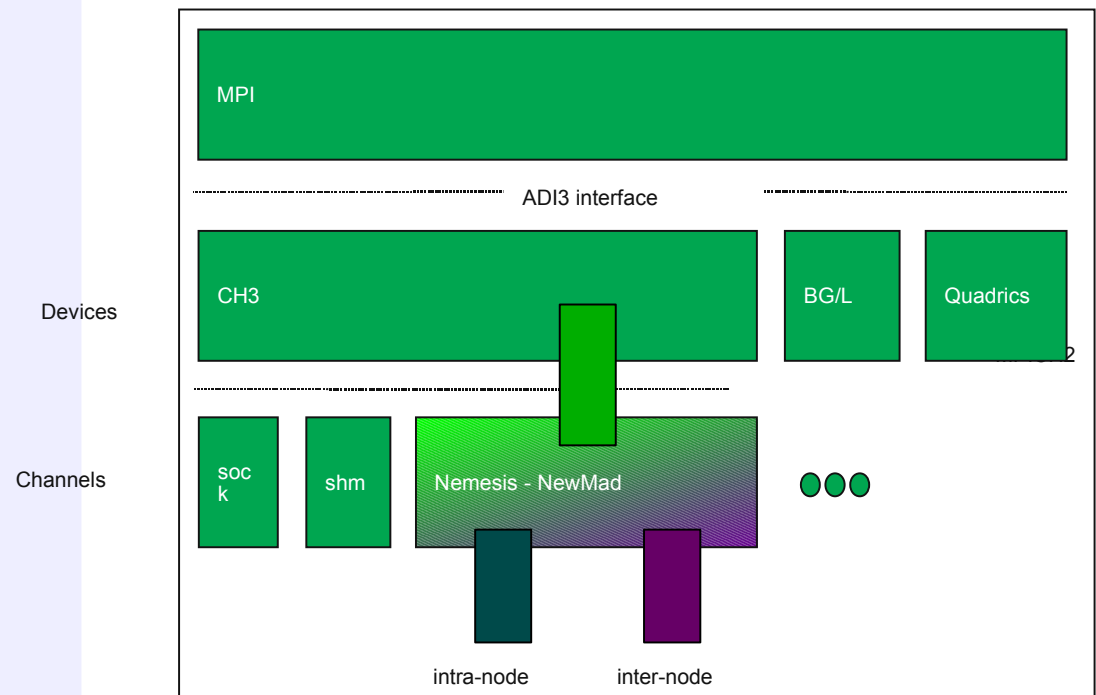 MPI
ADI3 interface
Devices
CH3
BG/L
Quadrics
Channels
soc
k
shm
Nemesis - NewMad
intra-node
inter-node